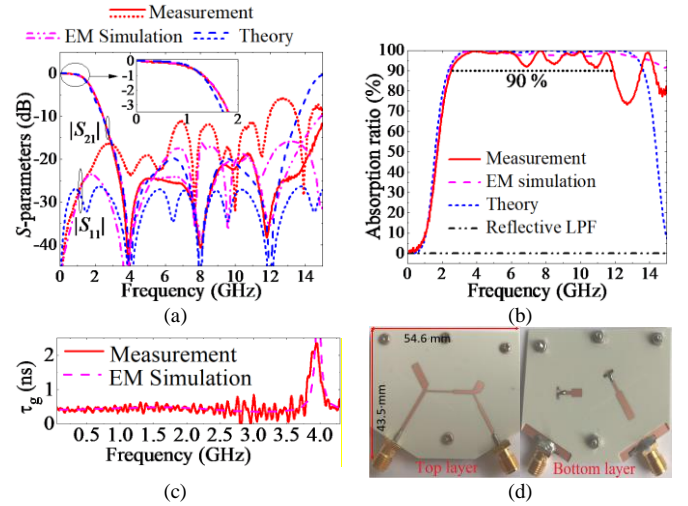 Measurement
EM Simulation Theory
S-parameters (dB)
0
-10
-20
-30
-40
0 2 4 6 8 10 12 14
Frequency (GHz)
|S21|
|S11|
0
-1
-2
-3
0 1 2
(a)
Absorption ratio (%)
100
90
80
70
60
50
40
30
20
10
0
0 2 4 6 8 10 12 14
Frequency (GHz)
90 %
Measurement
EM simulation
Theory
Reflective LPF
(b)
τg (ns)
2
1
0
Measurement
EM Simulation
0.5 1.0 1.5 2.0 2.5 3.0 3.5 4.0
Frequency (GHz)
(c)
54.6 mm
43.5 mm
Top layer
Bottom layer
(d)